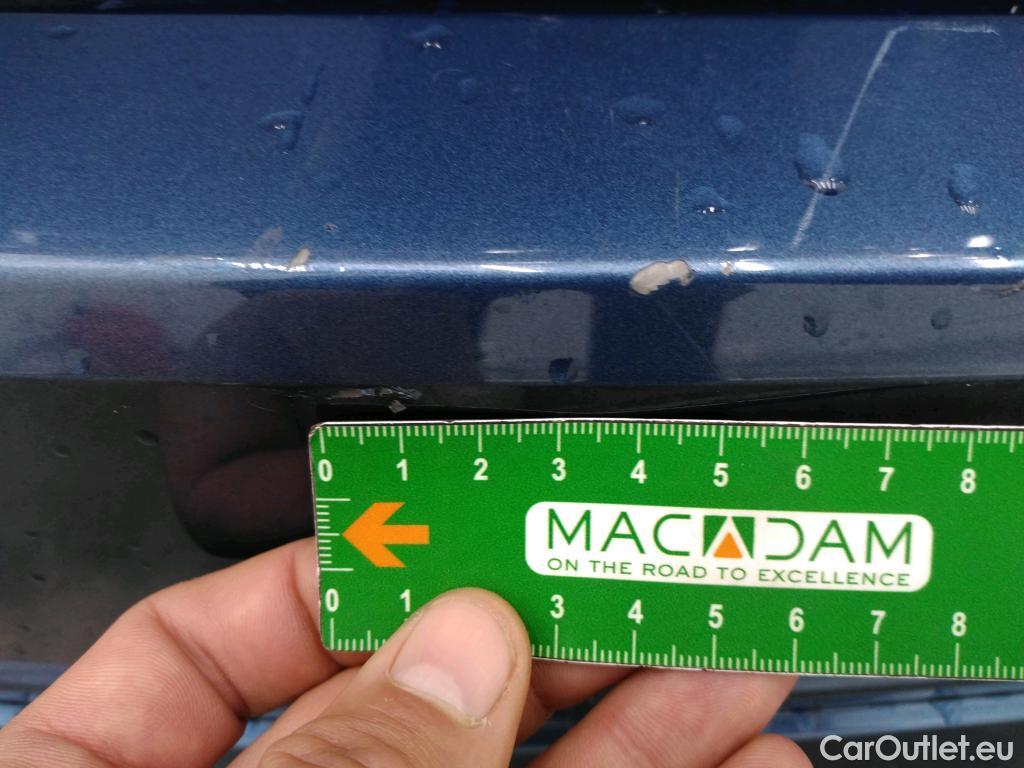 0 1 2 3 4 5 6 7 8
MACADAM
ON THE ROAD TO EXCELLENCE
0 1 3 4 5 6 7 8
CarOutlet.eu